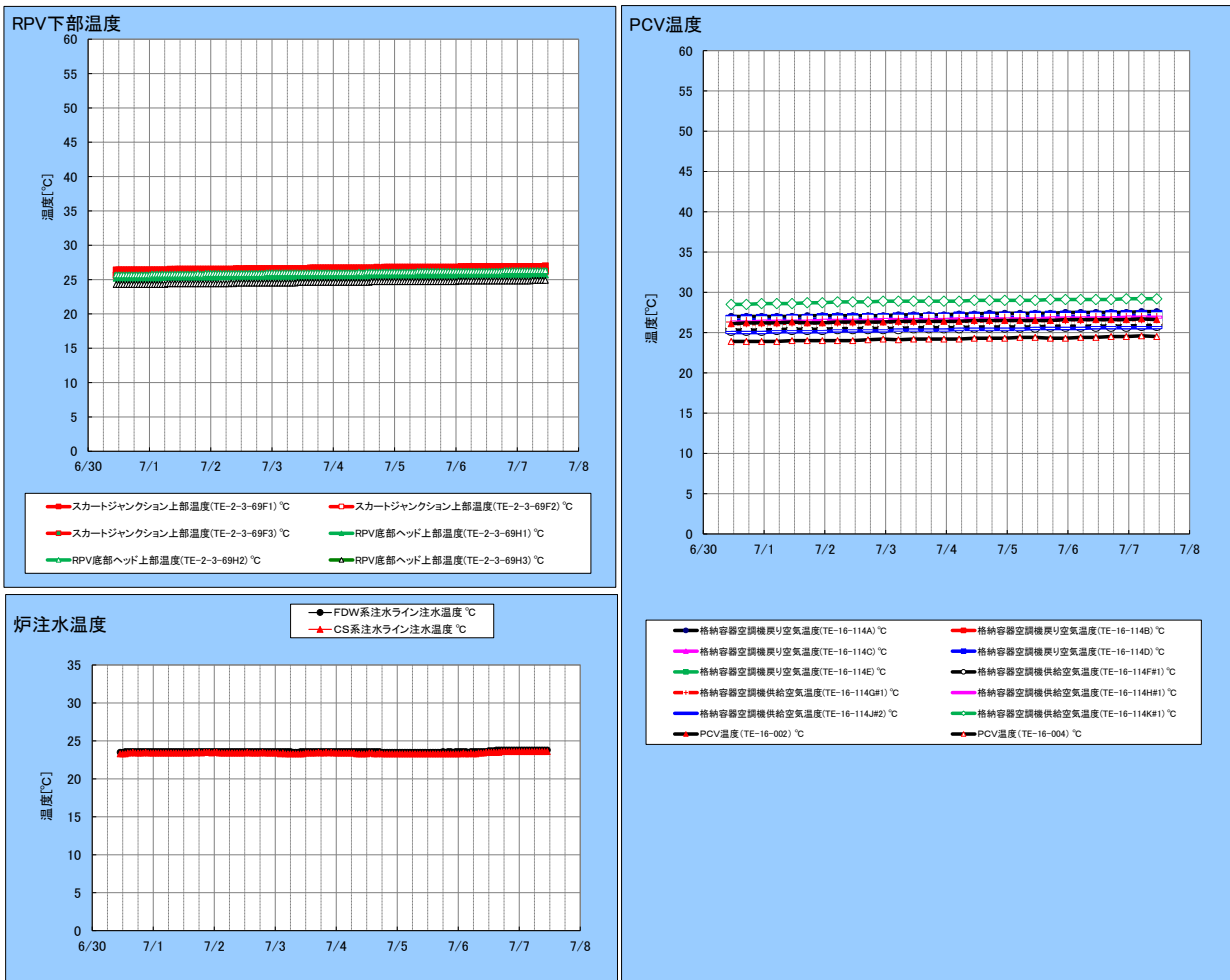 RPV下部温度
60
55
50
45
40
35
30
25
20
15
10
5
0
温度[℃]
6/30 7/1 7/2 7/3 7/4 7/5 7/6 7/7 7/8
スカートジャンクション上部温度(TE-2-3-69F1) ℃ スカートジャンクション上部温度(TE-2-3-69F2) ℃
スカートジャンクション上部温度(TE-2-3-69F3) ℃ RPV底部ヘッド上部温度(TE-2-3-69H1) ℃
RPV底部ヘッド上部温度(TE-2-3-69H2) ℃ RPV底部ヘッド上部温度(TE-2-3-69H3) ℃
炉注水温度
FDW系注水ライン注水温度 ℃
CS系注水ライン注水温度 ℃
35
30
25
20
15
10
5
0
温度[℃]
6/30 7/1 7/2 7/3 7/4 7/5 7/6 7/7 7/8
PCV温度
60
55
50
45
40
35
30
25
20
15
10
5
0
温度[℃]
6/30 7/1 7/2 7/3 7/4 7/5 7/6 7/7 7/8
格納容器空調機戻り空気温度(TE-16-114A) ℃ 格納容器空調機戻り空気温度(TE-16-114B) ℃
格納容器空調機戻り空気温度(TE-16-114C) ℃ 格納容器空調機戻り空気温度(TE-16-114D) ℃
格納容器空調機戻り空気温度(TE-16-114E) ℃ 格納容器空調機供給空気温度(TE-16-114F#1) ℃
格納容器空調機供給空気温度(TE-16-114G#1) ℃ 格納容器空調機供給空気温度(TE-16-114H#1) ℃
格納容器空調機供給空気温度(TE-16-114J#2) ℃ 格納容器空調機供給空気温度(TE-16-114K#1) ℃
PCV温度(TE-16-002) ℃ PCV温度(TE-16-004) ℃